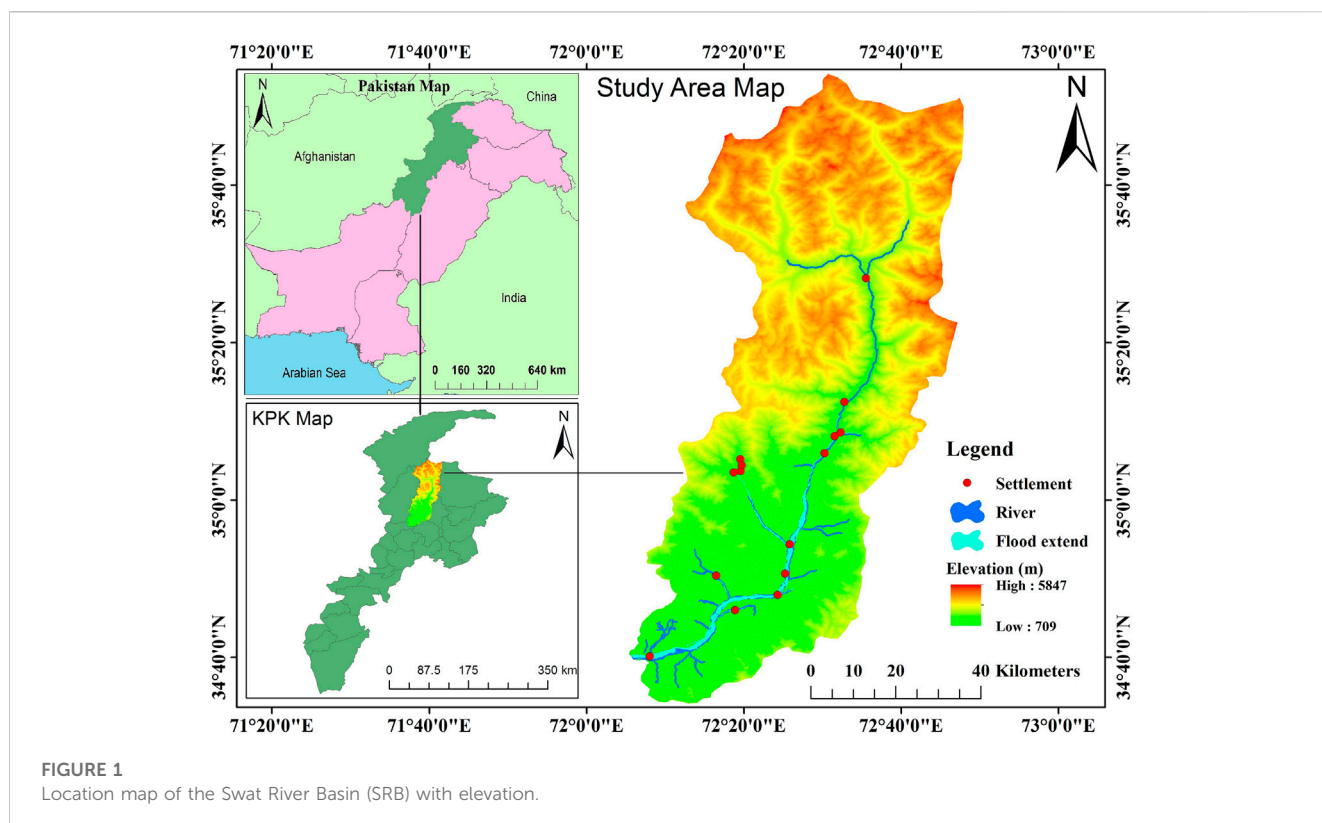 71°20'0"E 71°40'0"E 72°0'0"E 72°20'0"E 72°40'0"E 73°0'0"E
Pakistan Map
N
China
Afghanistan
India
Arabian Sea
0 160 320 640 km
KPK Map
N
0 87.5 175 350 km
Study Area Map
N
35°40'0"N
35°20'0"N
35°0'0"N
34°40'0"N
35°40'0"N
35°20'0"N
35°0'0"N
34°40'0"N
Legend
Settlement
River
Flood extend
Elevation (m)
High : 5847
Low : 709
0 10 20 40 Kilometers
71°20'0"E 71°40'0"E 72°0'0"E 72°20'0"E 72°40'0"E 73°0'0"E
FIGURE 1
Location map of the Swat River Basin (SRB) with elevation.